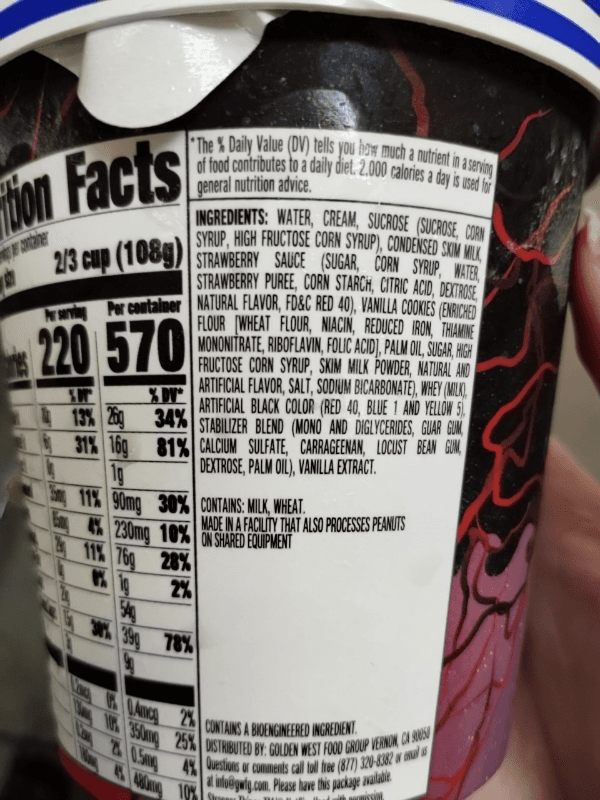 tion Facts
2/3 cup (108g)
Per serving Per container
220 570
% DV* % DV*
13% 26g 34%
31% 16g 81%
0g 1g
11% 90mg 30%
4% 230mg 10%
11% 76g 28%
0% 1g 2%
54g
30% 39g 78%
9g
0% 0.4mcg 2%
10% 350mg 25%
2% 0.5mg 4%
4% 480mg 10%
*The % Daily Value (DV) tells you how much a nutrient in a serving
of food contributes to a daily diet. 2,000 calories a day is used for
general nutrition advice.
INGREDIENTS: WATER, CREAM, SUCROSE (SUCROSE, CORN
SYRUP, HIGH FRUCTOSE CORN SYRUP), CONDENSED SKIM MILK,
STRAWBERRY SAUCE (SUGAR, CORN SYRUP, WATER,
STRAWBERRY PUREE, CORN STARCH, CITRIC ACID, DEXTROSE,
NATURAL FLAVOR, FD&C RED 40), VANILLA COOKIES (ENRICHED
FLOUR [WHEAT FLOUR, NIACIN, REDUCED IRON, THIAMINE
MONONITRATE, RIBOFLAVIN, FOLIC ACID], PALM OIL, SUGAR, HIGH
FRUCTOSE CORN SYRUP, SKIM MILK POWDER, NATURAL AND
ARTIFICIAL FLAVOR, SALT, SODIUM BICARBONATE), WHEY (MILK),
ARTIFICIAL BLACK COLOR (RED 40, BLUE 1 AND YELLOW 5),
STABILIZER BLEND (MONO AND DIGLYCERIDES, GUAR GUM,
CALCIUM SULFATE, CARRAGEENAN, LOCUST BEAN GUM,
DEXTROSE, PALM OIL), VANILLA EXTRACT.
CONTAINS: MILK, WHEAT.
MADE IN A FACILITY THAT ALSO PROCESSES PEANUTS
ON SHARED EQUIPMENT
CONTAINS A BIOENGINEERED INGREDIENT.
DISTRIBUTED BY: GOLDEN WEST FOOD GROUP VERNON, CA 90058
Questions or comments call toll free (877) 320-8382 or email us
at info@gwfg.com. Please have this package available.